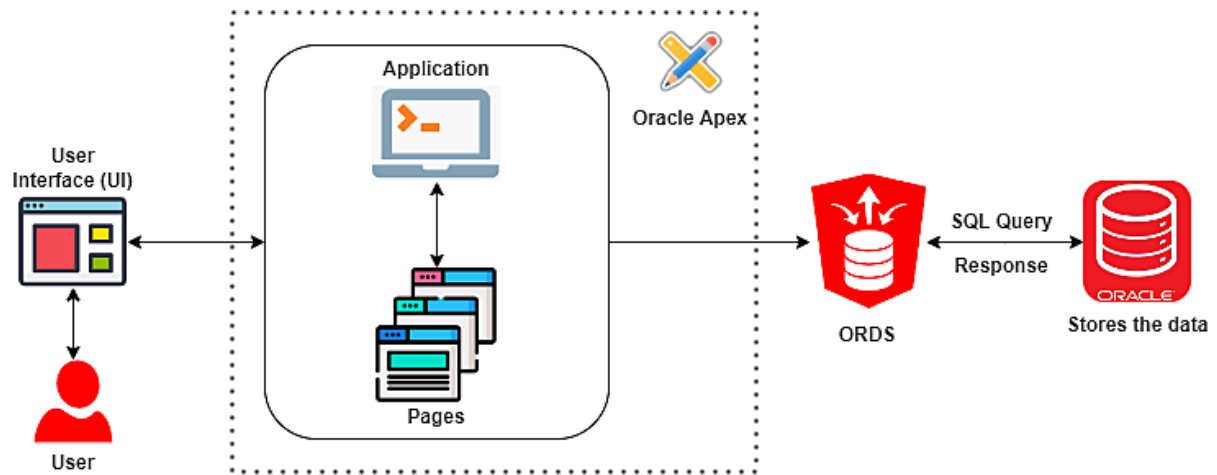 Application
Oracle Apex
User
Interface (UI)
SQL Query
Response
ORACLE
ORDS
Stores the data
Pages
User